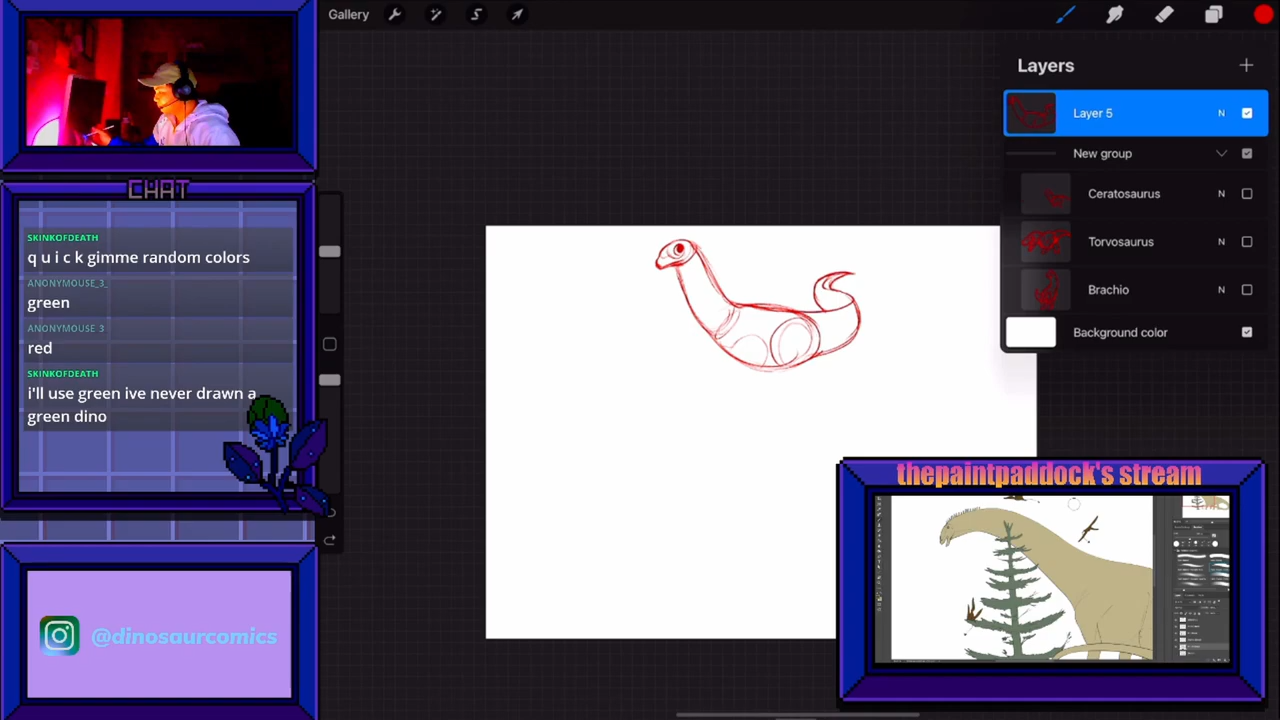 Gallery
Layers
Layer 5
N
New group
Ceratosaurus
N
Torvosaurus
N
Brachio
N
Background color
CHAT
SKINKOFDEATH
q u i c k gimme random colors
ANONYMOUSE_3_
green
ANONYMOUSE 3
red
SKINKOFDEATH
i'll use green ive never drawn a
green dino
@dinosaurcomics
thepaintpaddock's stream